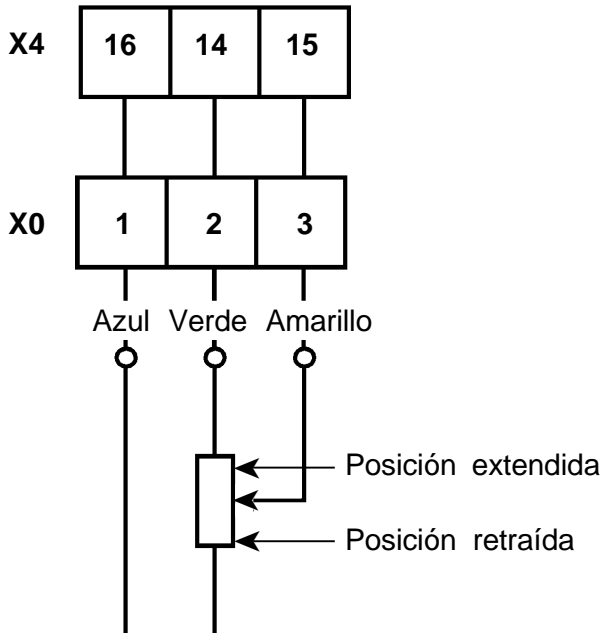 X4 16 14 15
X0 1 2 3
Azul Verde Amarillo
Posición extendida
Posición retraída